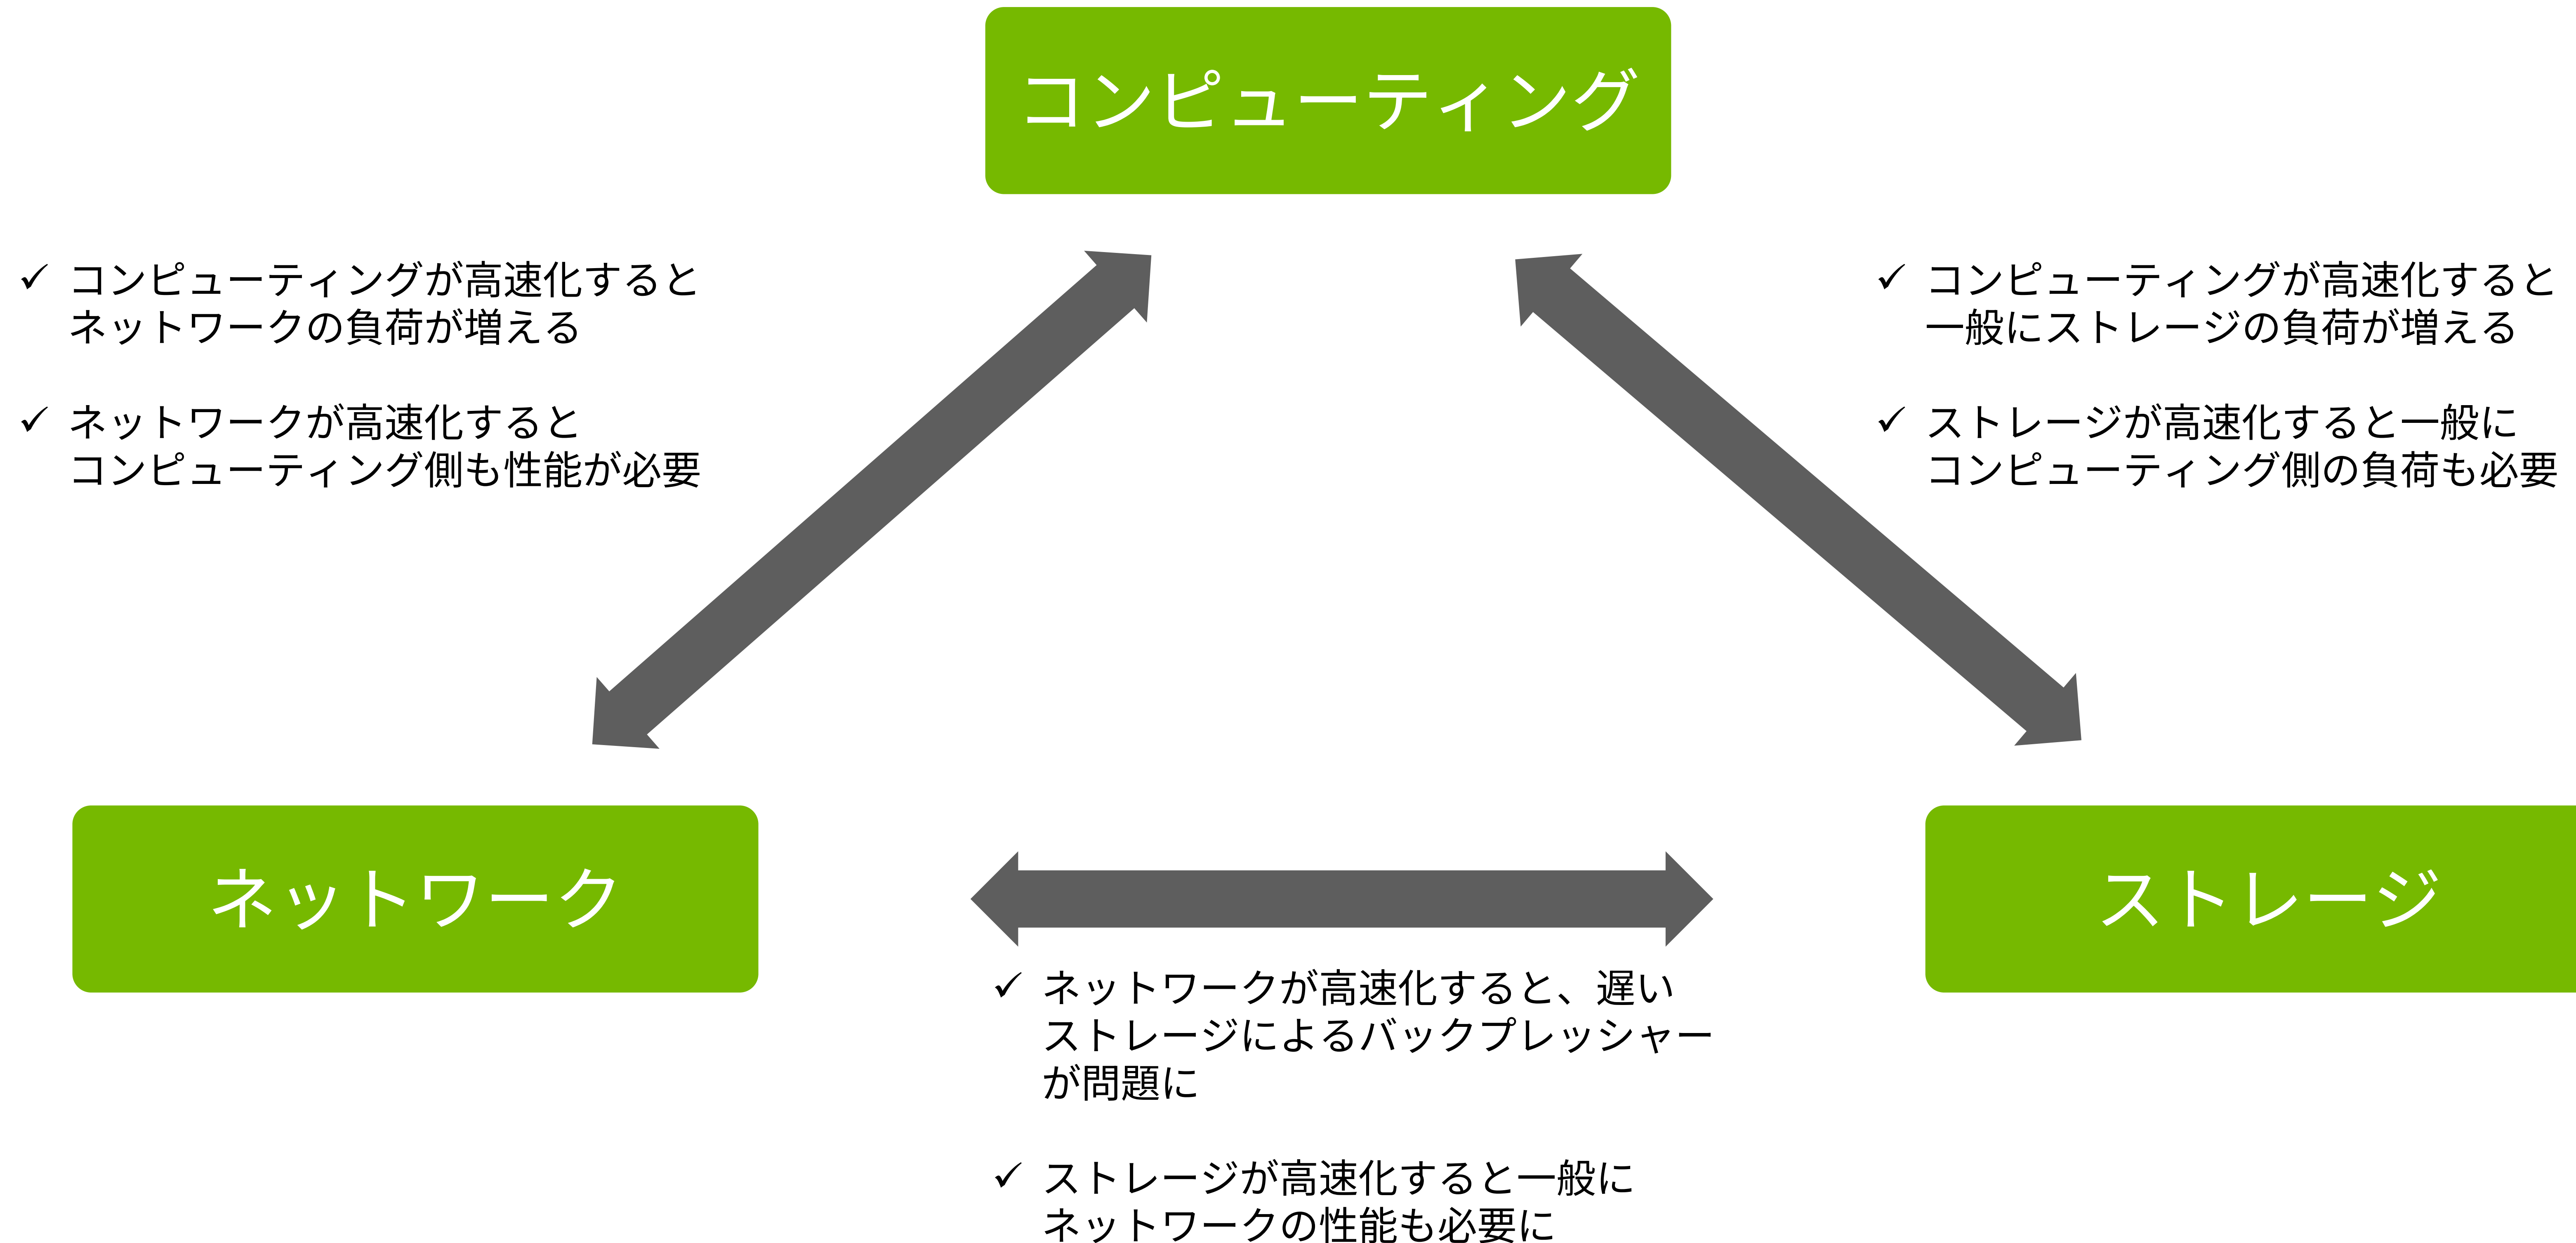 コンピューティング
✓ コンピューティングが高速化すると
ネットワークの負荷が増える
✓ ネットワークが高速化すると
コンピューティング側も性能が必要
✓ コンピューティングが高速化すると
一般にストレージの負荷が増える
✓ ストレージが高速化すると一般に
コンピューティング側の負荷も必要
ネットワーク
ストレージ
✓ ネットワークが高速化すると、遅い
ストレージによるバックプレッシャー
が問題に
✓ ストレージが高速化すると一般に
ネットワークの性能も必要に